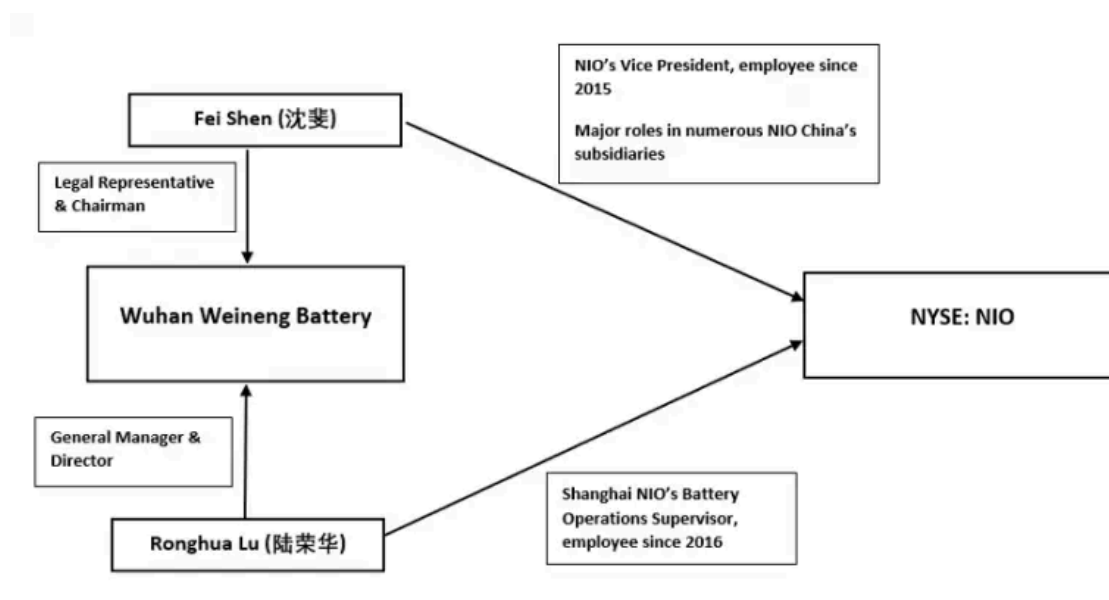 NIO's Vice President, employee since
2015
Major roles in numerous NIO China's
subsidiaries
Fei Shen (沈斐)
Legal Representative
& Chairman
Wuhan Weineng Battery
NYSE: NIO
General Manager &
Director
Shanghai NIO's Battery
Operations Supervisor,
employee since 2016
Ronghua Lu (陆荣华)